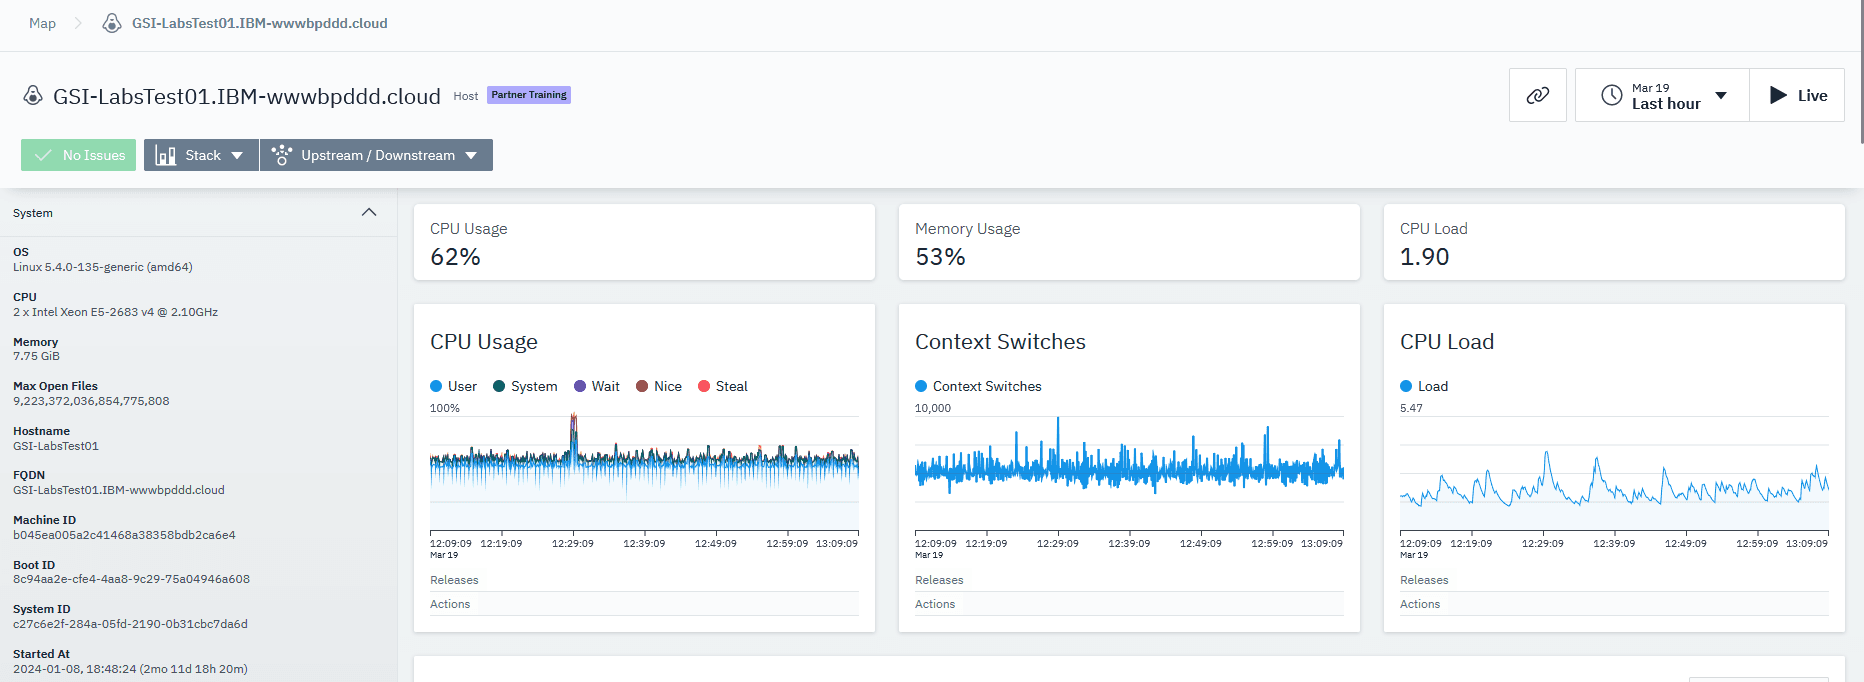 Map
GSI-LabsTest01.IBM-wwwbpddd.cloud
GSI-LabsTest01.IBM-wwwbpddd.cloud Host Partner Training
Mar 19
Last hour
Live
No Issues
Stack
Upstream / Downstream
System
OS
Linux 5.4.0-135-generic (amd64)
CPU
2 x Intel Xeon E5-2683 v4 @ 2.10GHz
Memory
7.75 GiB
Max Open Files
9,223,372,036,854,775,808
Hostname
GSI-LabsTest01
FQDN
GSI-LabsTest01.IBM-wwwbpddd.cloud
Machine ID
b045ea005a2c41468a38358bdb2ca6e4
Boot ID
8c94aa2e-cfe4-4aa8-9c29-75a04946a608
System ID
c27c6e2f-284a-05fd-2190-0b31cbc7da6d
Started At
2024-01-08, 18:48:24 (2mo 11d 18h 20m)
CPU Usage
62%
Memory Usage
53%
CPU Load
1.90
CPU Usage
User System Wait Nice Steal
100%
12:09:09 12:19:09 12:29:09 12:39:09 12:49:09 12:59:09 13:09:09
Mar 19
Releases
Actions
Context Switches
Context Switches
10,000
12:09:09 12:19:09 12:29:09 12:39:09 12:49:09 12:59:09 13:09:09
Mar 19
Releases
Actions
CPU Load
Load
5.47
12:09:09 12:19:09 12:29:09 12:39:09 12:49:09 12:59:09 13:09:09
Mar 19
Releases
Actions